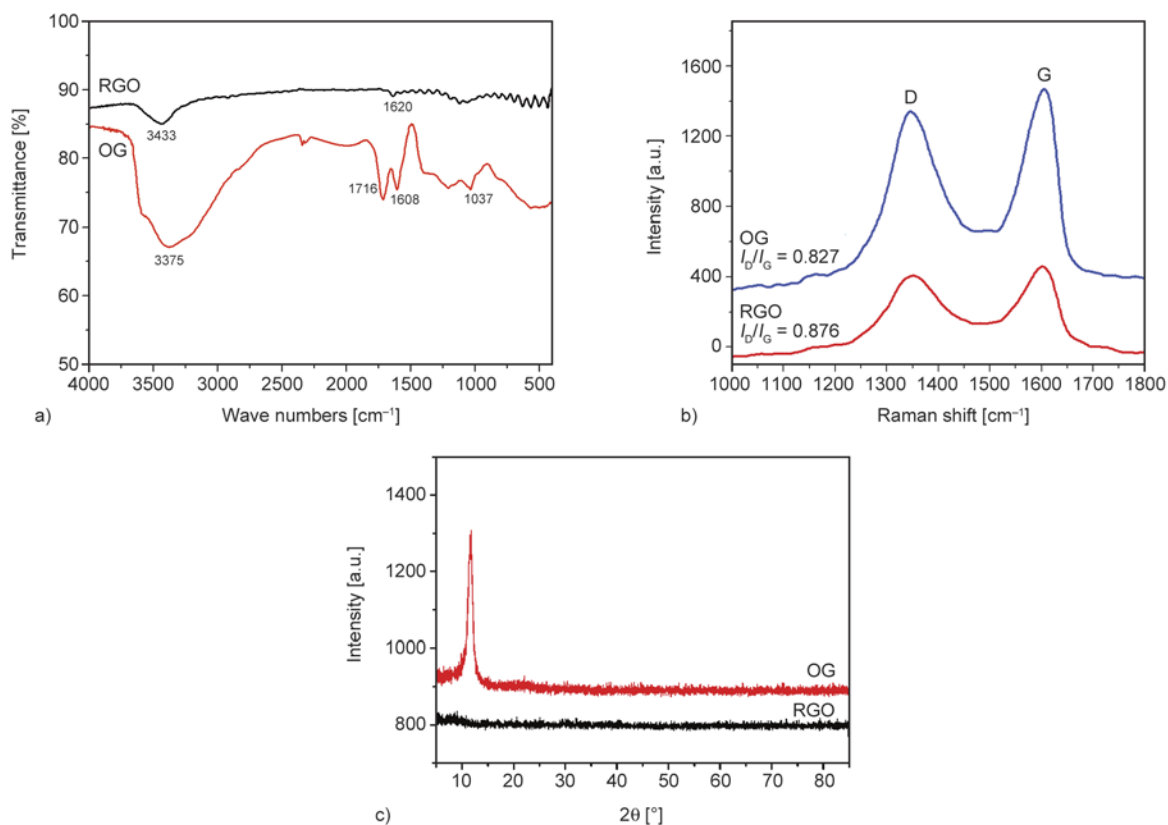 100
90
80
70
60
50
Transmittance [%]
RGO
3433
1620
OG
1716
1608
1037
3375
4000 3500 3000 2500 2000 1500 1000 500
Wave numbers [cm⁻¹]
a)
1600
1400
1200
1000
800
600
400
0
Intensity [a.u.]
D
G
OG
I_D/I_G = 0.827
RGO
I_D/I_G = 0.876
1000 1100 1200 1300 1400 1500 1600 1700 1800
Raman shift [cm⁻¹]
b)
1400
1200
1000
800
Intensity [a.u.]
OG
RGO
10 20 30 40 50 60 70 80
2θ [°]
c)